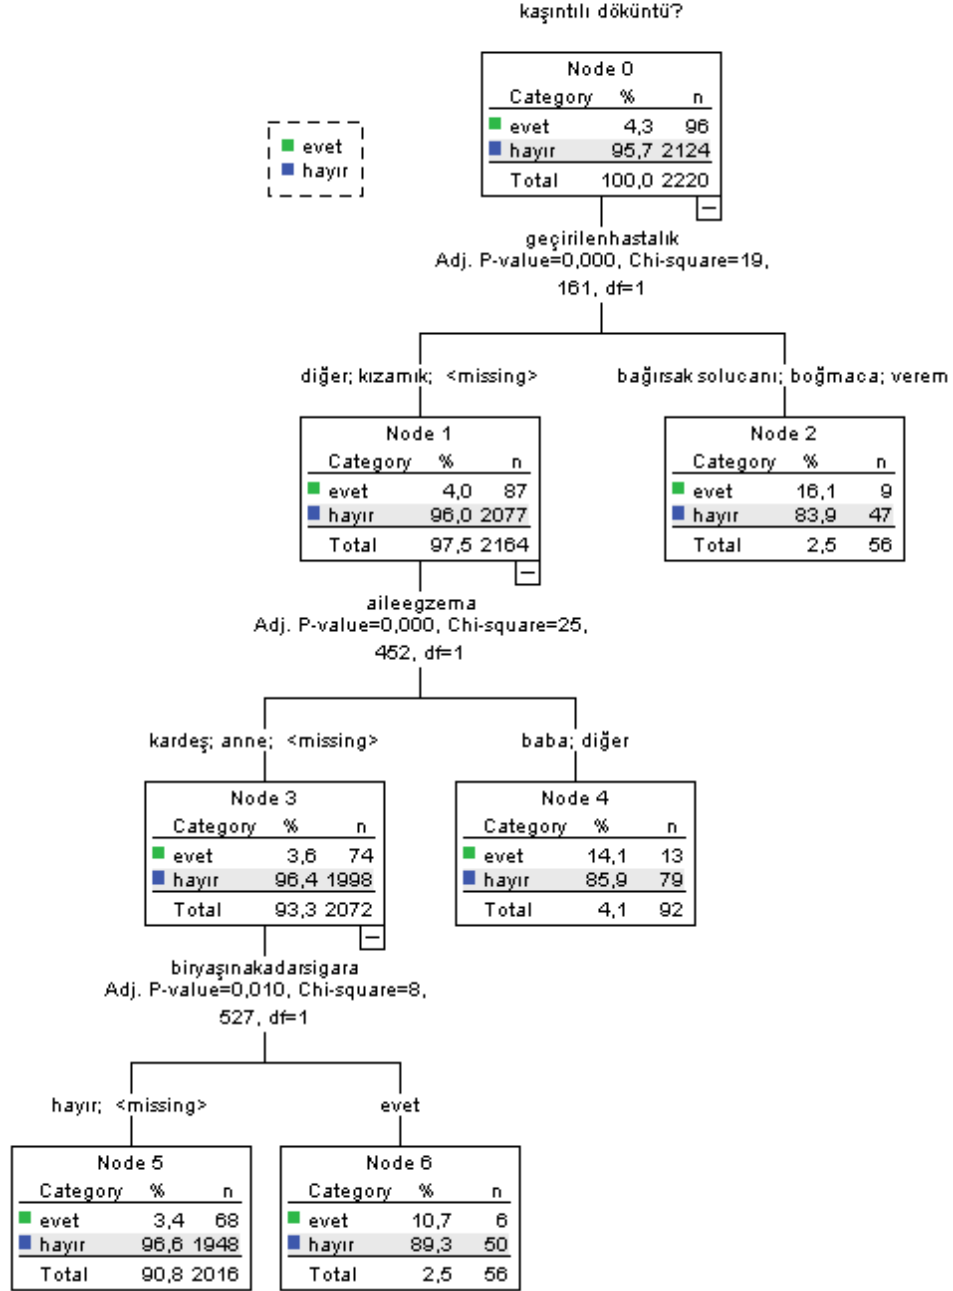 kaşıntılı döküntü?
Node 0
Category % n
evet 4,3 96
hayır 95,7 2124
Total 100,0 2220
evet
hayır
geçirilenhastalık
Adj. P-value=0,000, Chi-square=19,
161, df=1
diğer; kızamık; <missing>
bağırsak solucanı; boğmaca; verem
Node 1
Category % n
evet 4,0 87
hayır 96,0 2077
Total 97,5 2164
Node 2
Category % n
evet 16,1 9
hayır 83,9 47
Total 2,5 56
aileegzema
Adj. P-value=0,000, Chi-square=25,
452, df=1
kardeş; anne; <missing>
baba; diğer
Node 3
Category % n
evet 3,6 74
hayır 96,4 1998
Total 93,3 2072
Node 4
Category % n
evet 14,1 13
hayır 85,9 79
Total 4,1 92
biryaşınakadarsigara
Adj. P-value=0,010, Chi-square=8,
527, df=1
hayır; <missing>
evet
Node 5
Category % n
evet 3,4 68
hayır 96,6 1948
Total 90,8 2016
Node 6
Category % n
evet 10,7 6
hayır 89,3 50
Total 2,5 56